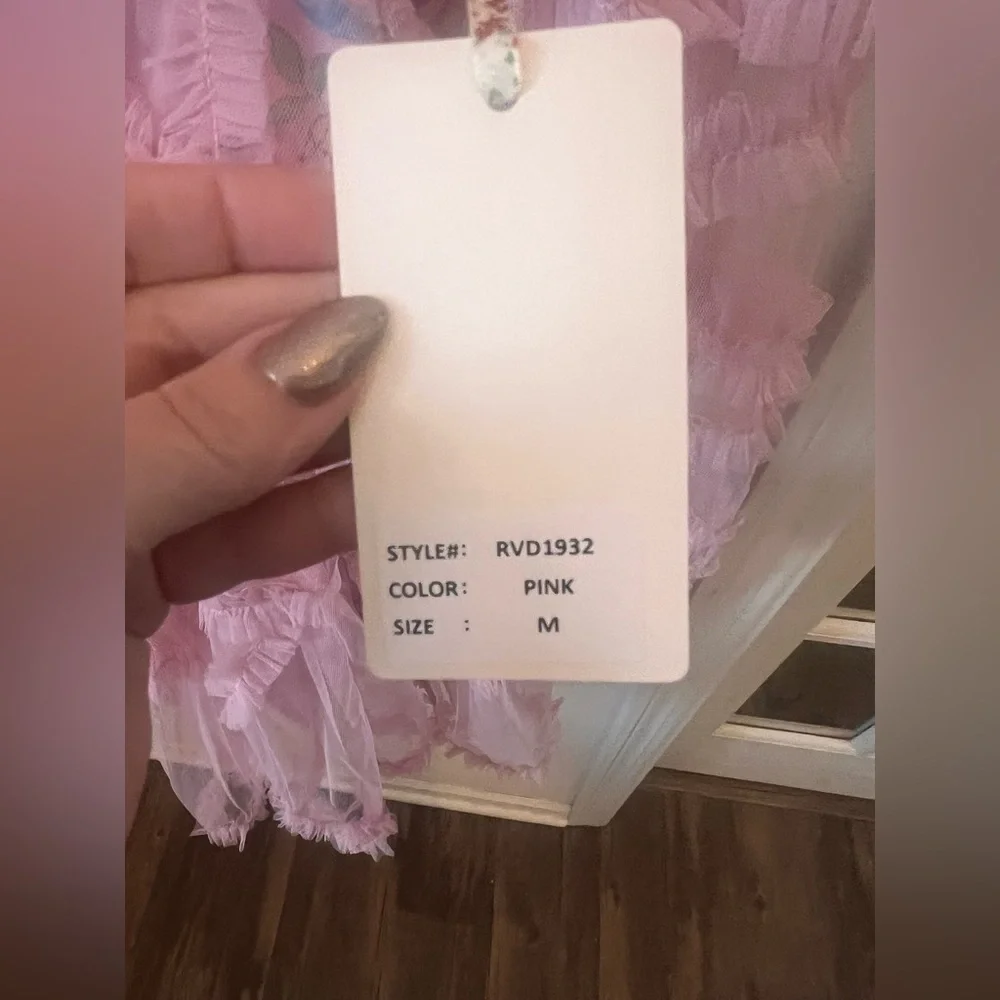 STYLE#: RVD1932
COLOR: PINK
SIZE : M